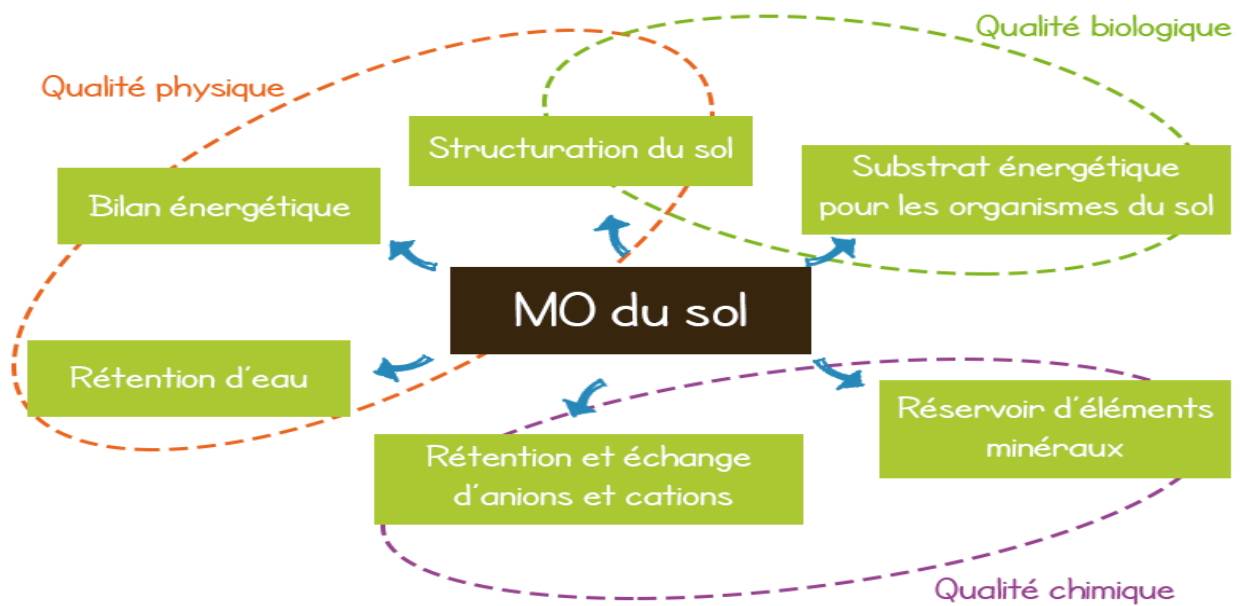 Qualité biologique
Qualité physique
Structuration du sol
Substrat énergétique
pour les organismes du sol
Bilan énergétique
MO du sol
Rétention d'eau
Réservoir d'éléments
minéraux
Rétention et échange
d'anions et cations
Qualité chimique